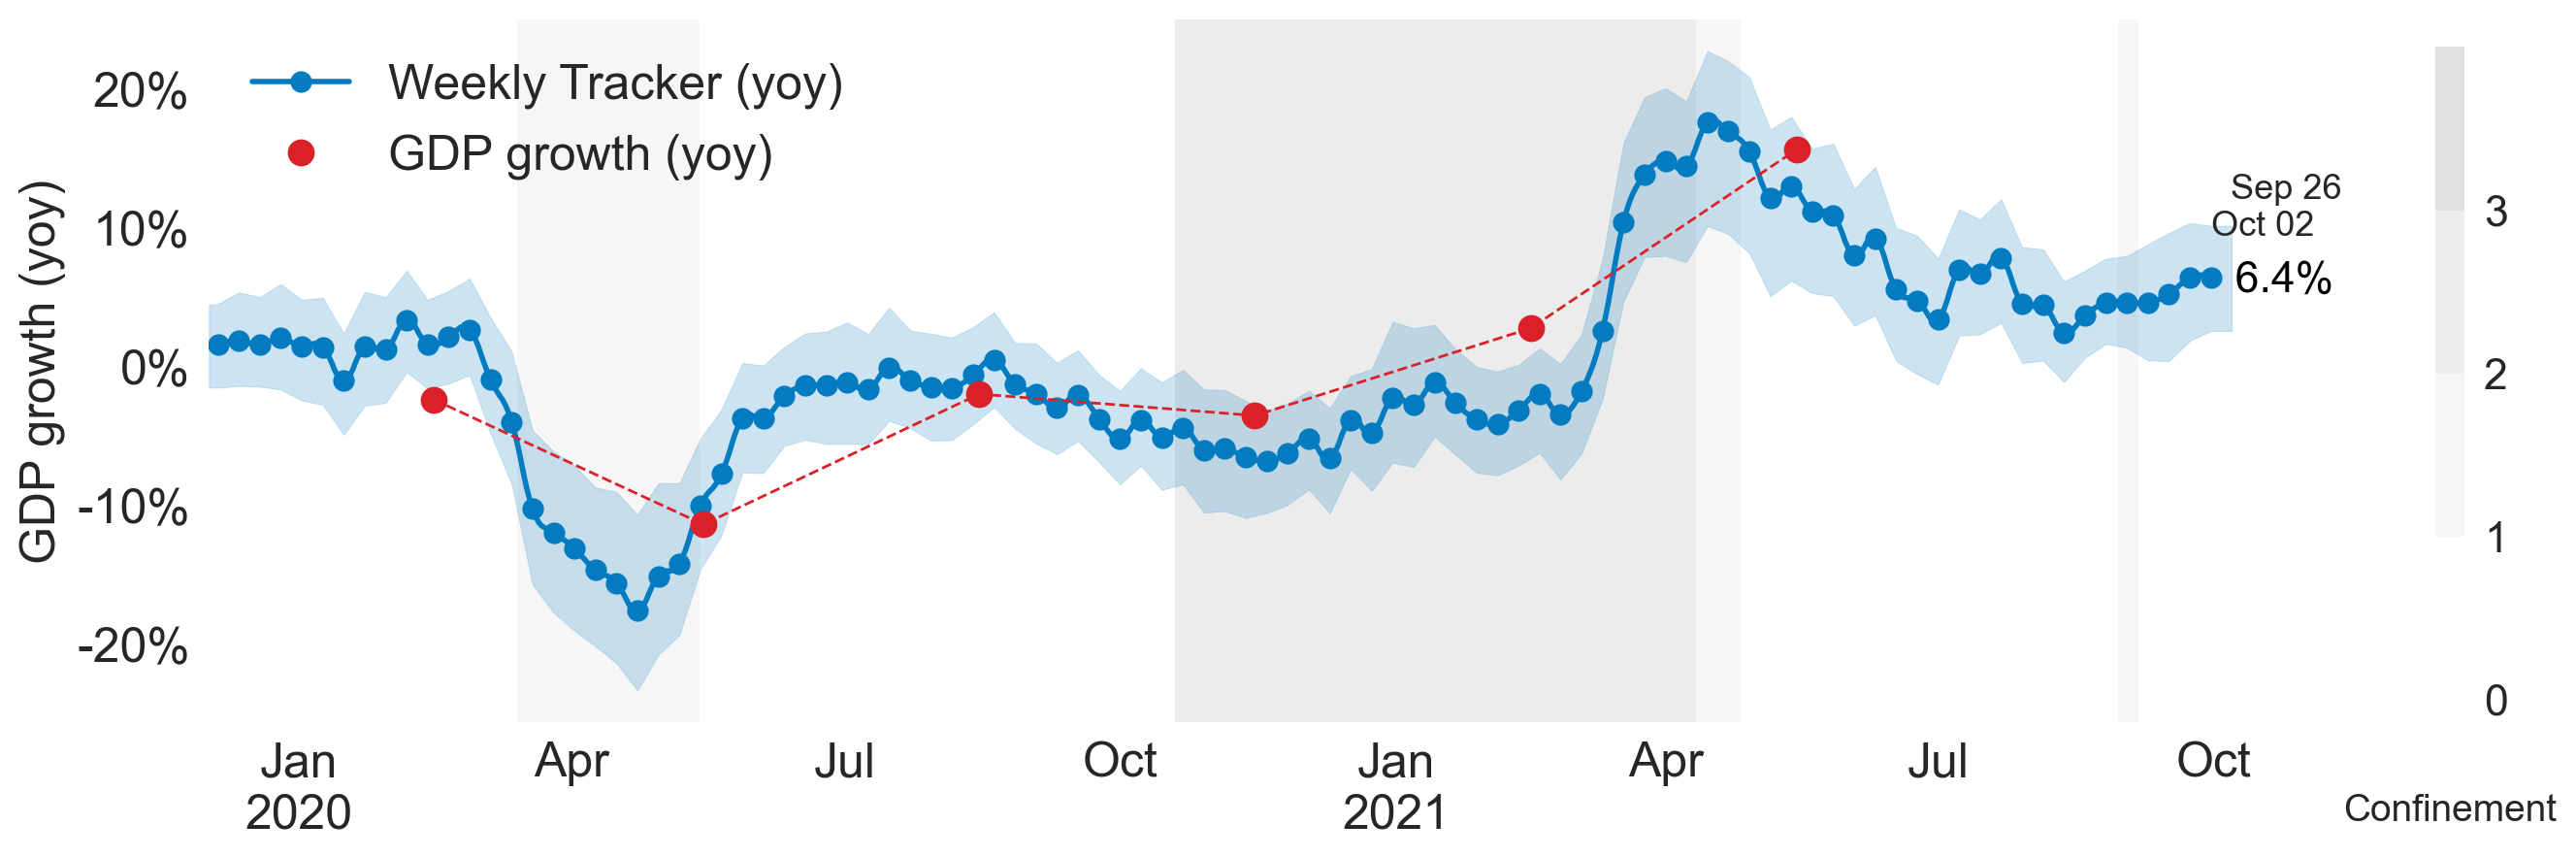 Weekly Tracker (yoy)
GDP growth (yoy)
GDP growth (yoy)
20%
10%
0%
-10%
-20%
Sep 26
Oct 02
6.4%
3
2
1
0
Jan
2020
Apr
Jul
Oct
Jan
2021
Apr
Jul
Oct
Confinement